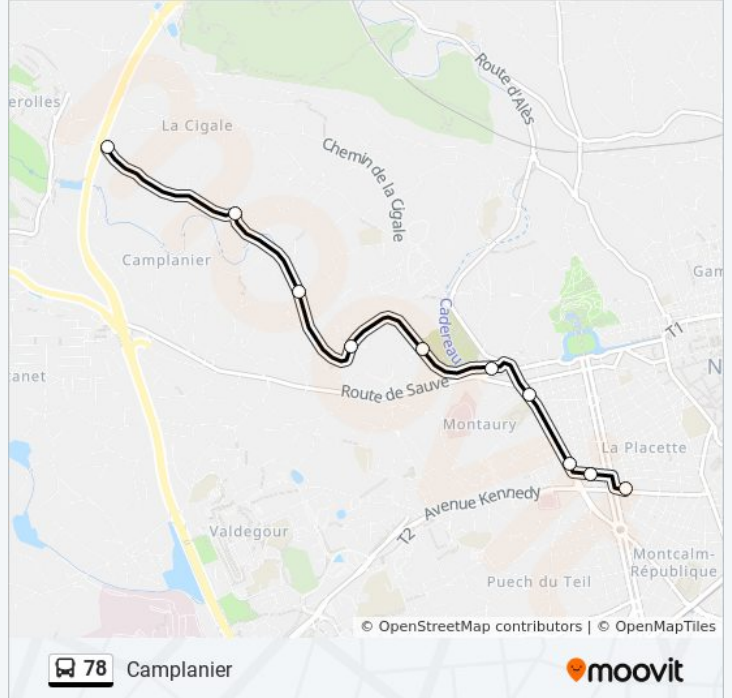 Route d'Alès
erolles
La Cigale
Chemin de la Cigale
Camplanier
Cadereau
Gam
T1
N
anet
Route de Sauve
Montaury
La Placette
Avenue Kennedy
Valdegour
T2
Montcalm-
République
Puech du Teil
© OpenStreetMap contributors | © OpenMapTiles
78 Camplanier
moovit